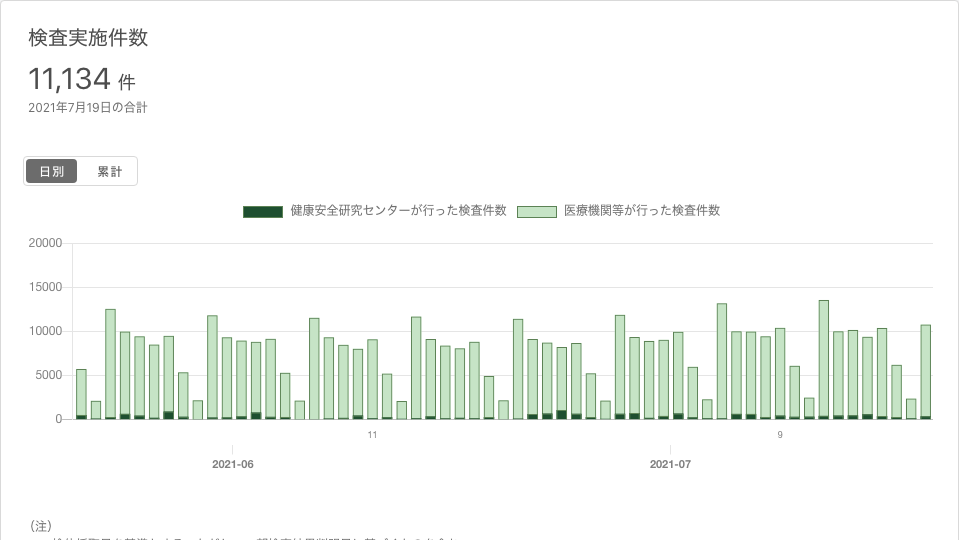 検査実施件数
11,134 件
2021年7月19日の合計
日別 累計
健康安全研究センターが行った検査件数 医療機関等が行った検査件数
20000
15000
10000
5000
0
11 9
2021-06 2021-07
（注）